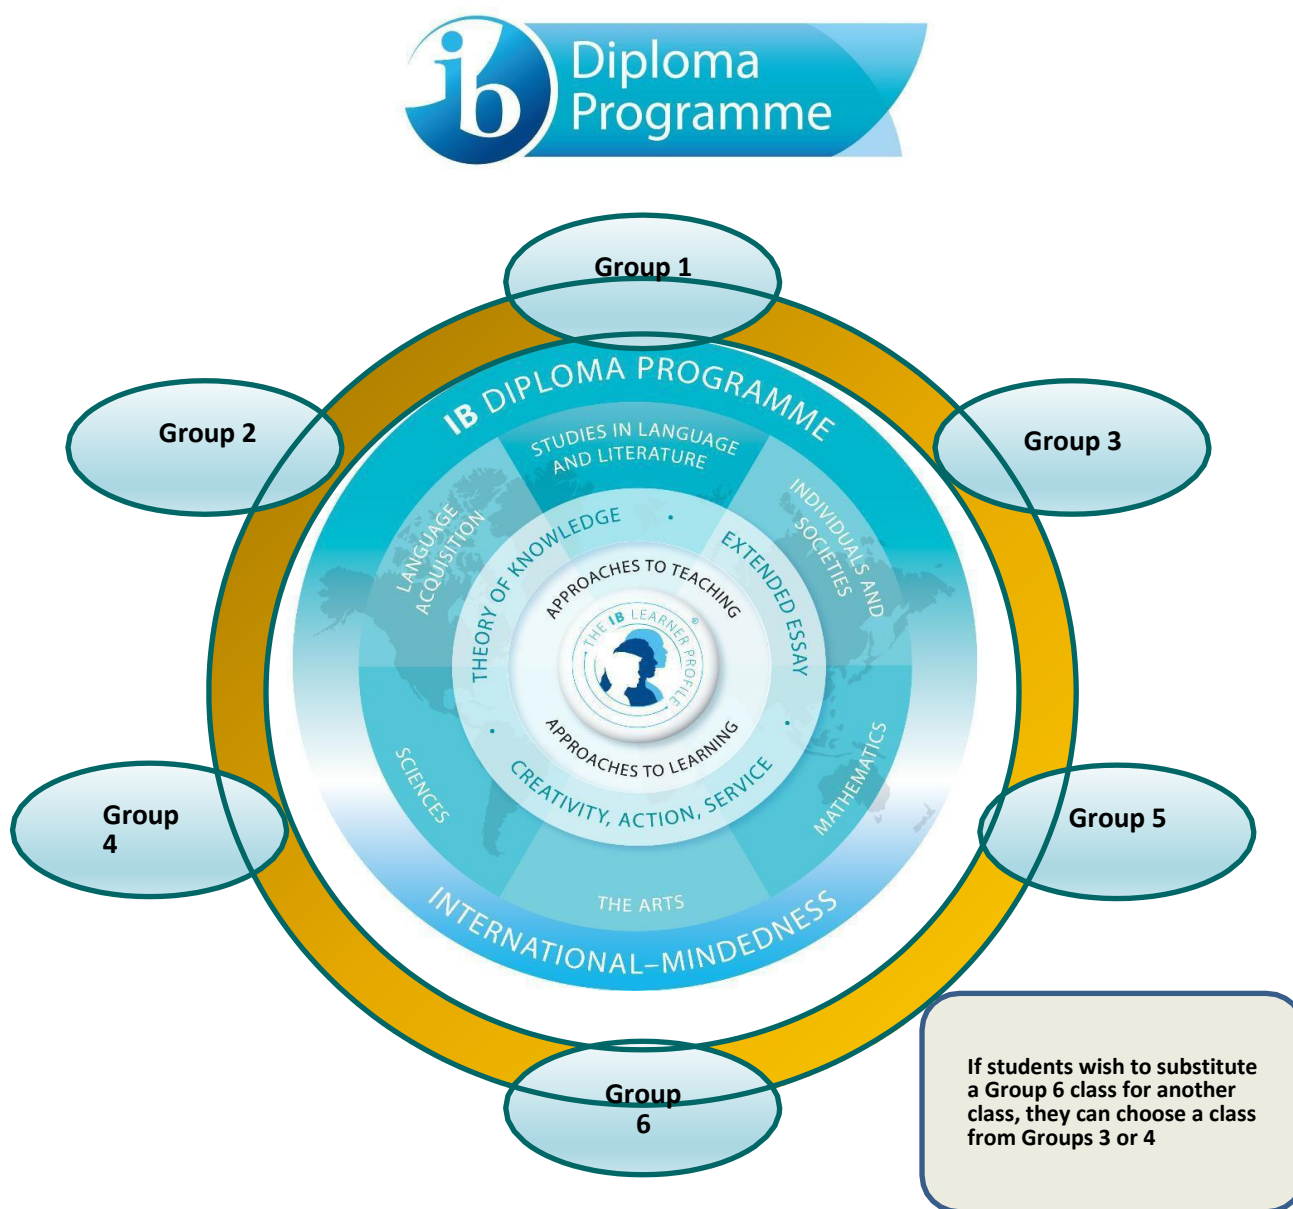 ib
Diploma
Programme
Group 1
Group 2
Group 3
Group
4
Group 5
Group
6
IB DIPLOMA PROGRAMME
STUDIES IN LANGUAGE
AND LITERATURE
LANGUAGE
ACQUISITION
INDIVIDUALS AND
SOCIETIES
THEORY OF KNOWLEDGE
EXTENDED ESSAY
APPROACHES TO TEACHING
THE IB LEARNER PROFILE
®
APPROACHES TO LEARNING
CREATIVITY, ACTION, SERVICE
SCIENCES
MATHEMATICS
THE ARTS
INTERNATIONAL–MINDEDNESS
If students wish to substitute
a Group 6 class for another
class, they can choose a class
from Groups 3 or 4